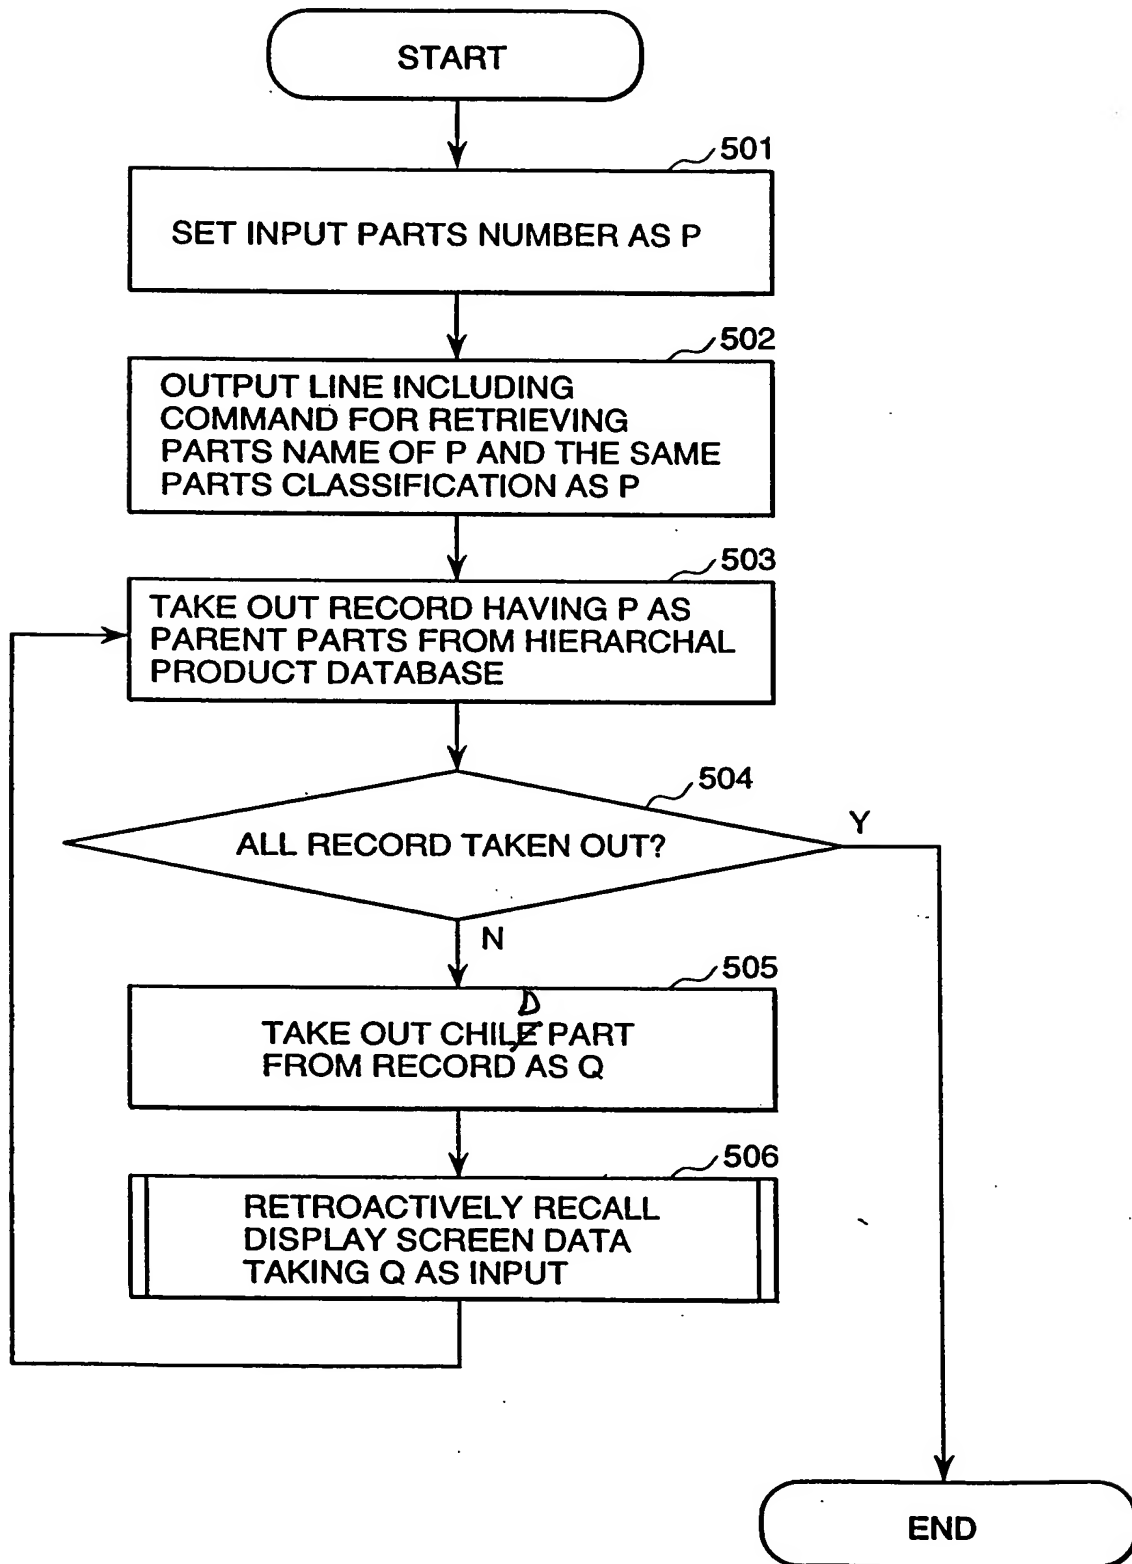 START
501
SET INPUT PARTS NUMBER AS P
502
OUTPUT LINE INCLUDING
COMMAND FOR RETRIEVING
PARTS NAME OF P AND THE SAME
PARTS CLASSIFICATION AS P
503
TAKE OUT RECORD HAVING P AS
PARENT PARTS FROM HIERARCHAL
PRODUCT DATABASE
504
ALL RECORD TAKEN OUT?
Y
N
505
D
TAKE OUT CHILE PART
FROM RECORD AS Q
506
RETROACTIVELY RECALL
DISPLAY SCREEN DATA
TAKING Q AS INPUT
END